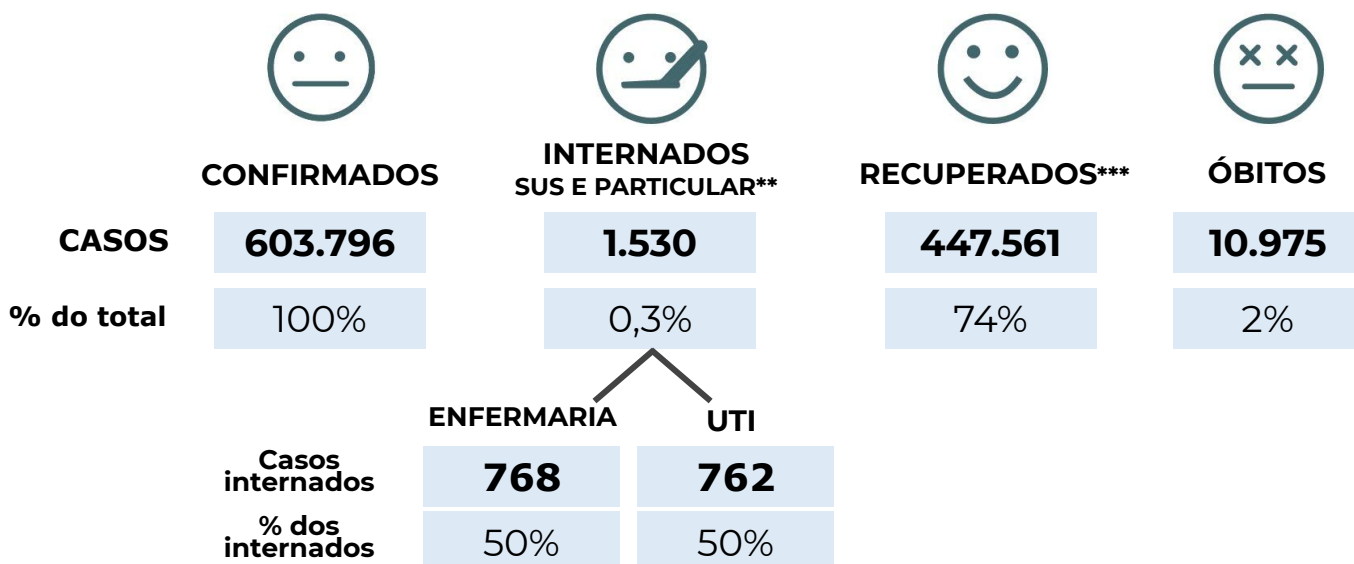 CONFIRMADOS
INTERNADOS
SUS E PARTICULAR**
RECUPERADOS***
ÓBITOS
CASOS
603.796
1.530
447.561
10.975
% do total
100%
0,3%
74%
2%
ENFERMARIA
UTI
Casos
internados
768
762
% dos
internados
50%
50%